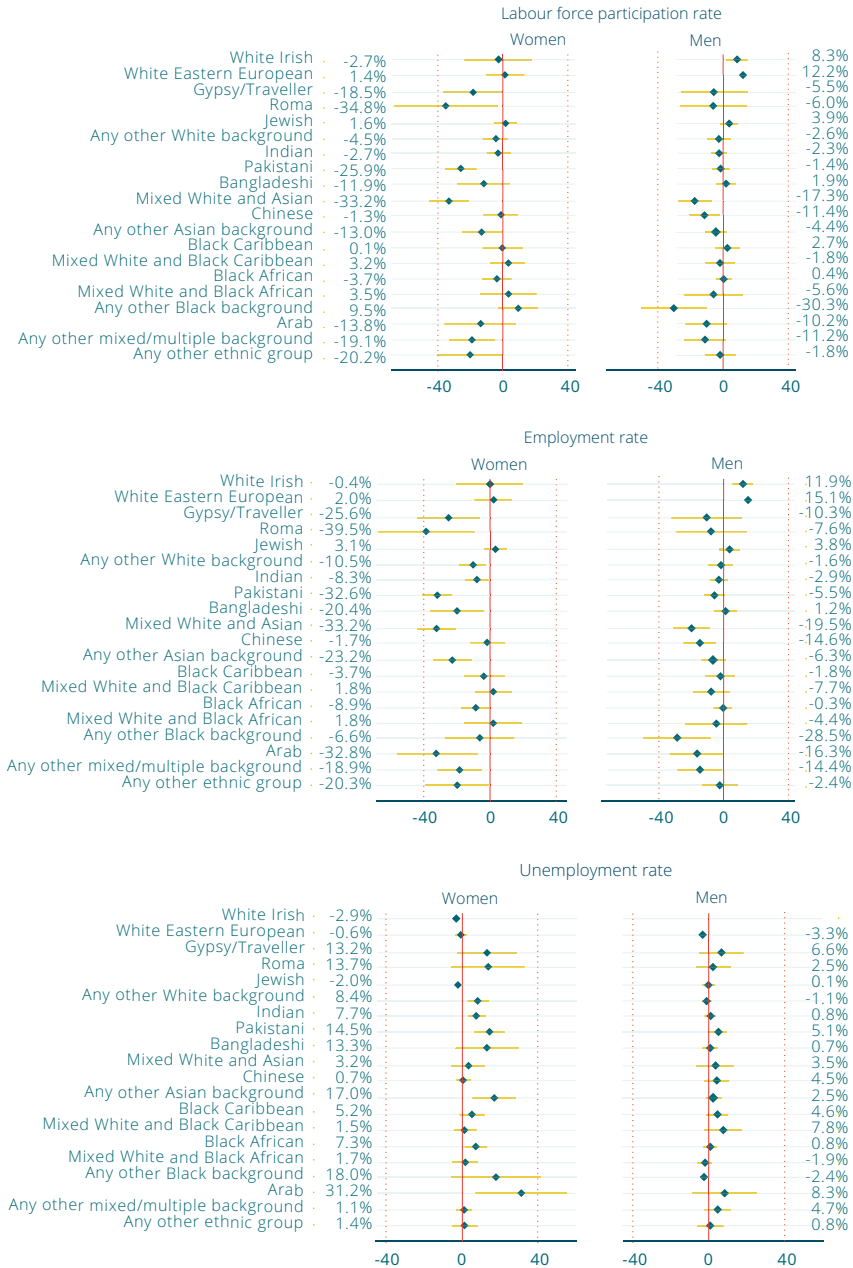 Labour force participation rate
Women Men
White Irish -2.7% 8.3%
White Eastern European 1.4% 12.2%
Gypsy/Traveller -18.5% -5.5%
Roma -34.8% -6.0%
Jewish 1.6% 3.9%
Any other White background -4.5% -2.6%
Indian -2.7% -2.3%
Pakistani -25.9% -1.4%
Bangladeshi -11.9% 1.9%
Mixed White and Asian -33.2% -17.3%
Chinese -1.3% -11.4%
Any other Asian background -13.0% -4.4%
Black Caribbean 0.1% 2.7%
Mixed White and Black Caribbean 3.2% -1.8%
Black African -3.7% 0.4%
Mixed White and Black African 3.5% -5.6%
Any other Black background 9.5% -30.3%
Arab -13.8% -10.2%
Any other mixed/multiple background -19.1% -11.2%
Any other ethnic group -20.2% -1.8%
-40 0 40 -40 0 40
Employment rate
Women Men
White Irish -0.4% 11.9%
White Eastern European 2.0% 15.1%
Gypsy/Traveller -25.6% -10.3%
Roma -39.5% -7.6%
Jewish 3.1% 3.8%
Any other White background -10.5% -1.6%
Indian -8.3% -2.9%
Pakistani -32.6% -5.5%
Bangladeshi -20.4% 1.2%
Mixed White and Asian -33.2% -19.5%
Chinese -1.7% -14.6%
Any other Asian background -23.2% -6.3%
Black Caribbean -3.7% -1.8%
Mixed White and Black Caribbean 1.8% -7.7%
Black African -8.9% -0.3%
Mixed White and Black African 1.8% -4.4%
Any other Black background -6.6% -28.5%
Arab -32.8% -16.3%
Any other mixed/multiple background -18.9% -14.4%
Any other ethnic group -20.3% -2.4%
-40 0 40 -40 0 40
Unemployment rate
Women Men
White Irish -2.9%
White Eastern European -0.6% -3.3%
Gypsy/Traveller 13.2% 6.6%
Roma 13.7% 2.5%
Jewish -2.0% 0.1%
Any other White background 8.4% -1.1%
Indian 7.7% 0.8%
Pakistani 14.5% 5.1%
Bangladeshi 13.3% 0.7%
Mixed White and Asian 3.2% 3.5%
Chinese 0.7% 4.5%
Any other Asian background 17.0% 2.5%
Black Caribbean 5.2% 4.6%
Mixed White and Black Caribbean 1.5% 7.8%
Black African 7.3% 0.8%
Mixed White and Black African 1.7% -1.9%
Any other Black background 18.0% -2.4%
Arab 31.2% 8.3%
Any other mixed/multiple background 1.1% 4.7%
Any other ethnic group 1.4% 0.8%
-40 0 40 -40 0 40